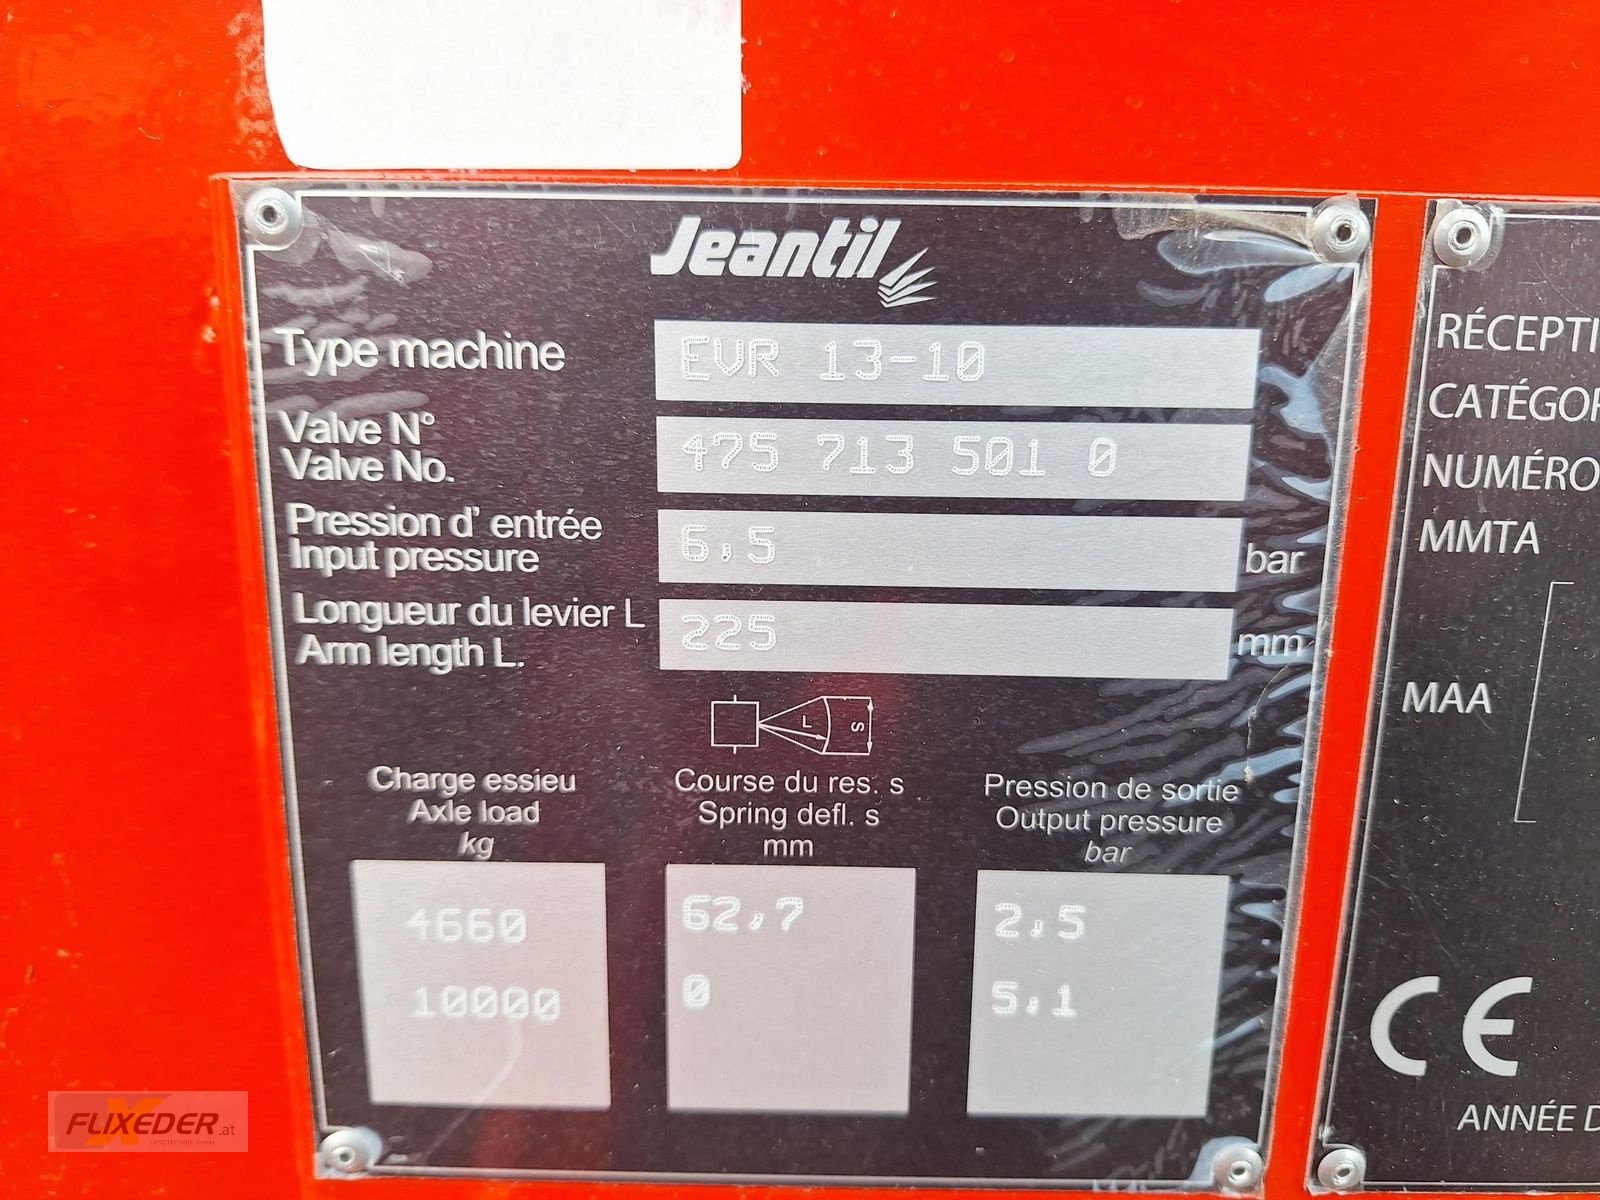 Jeantil
Type machine EVR 13-10
Valve N°
Valve No. 475 713 501 0
Pression d' entrée
Input pressure 6,5 bar
Longueur du levier L
Arm length L. 225 mm
L
s
Charge essieu
Axle load
kg
Course du res. s
Spring defl. s
mm
Pression de sortie
Output pressure
bar
4660 62,7 2,5
10000 0 5,1
RÉCEPTI
CATÉGOR
NUMÉRO
MMTA
MAA
CE
ANNÉE D
FLIXEDER.at
LANDTECHNIK GmbH